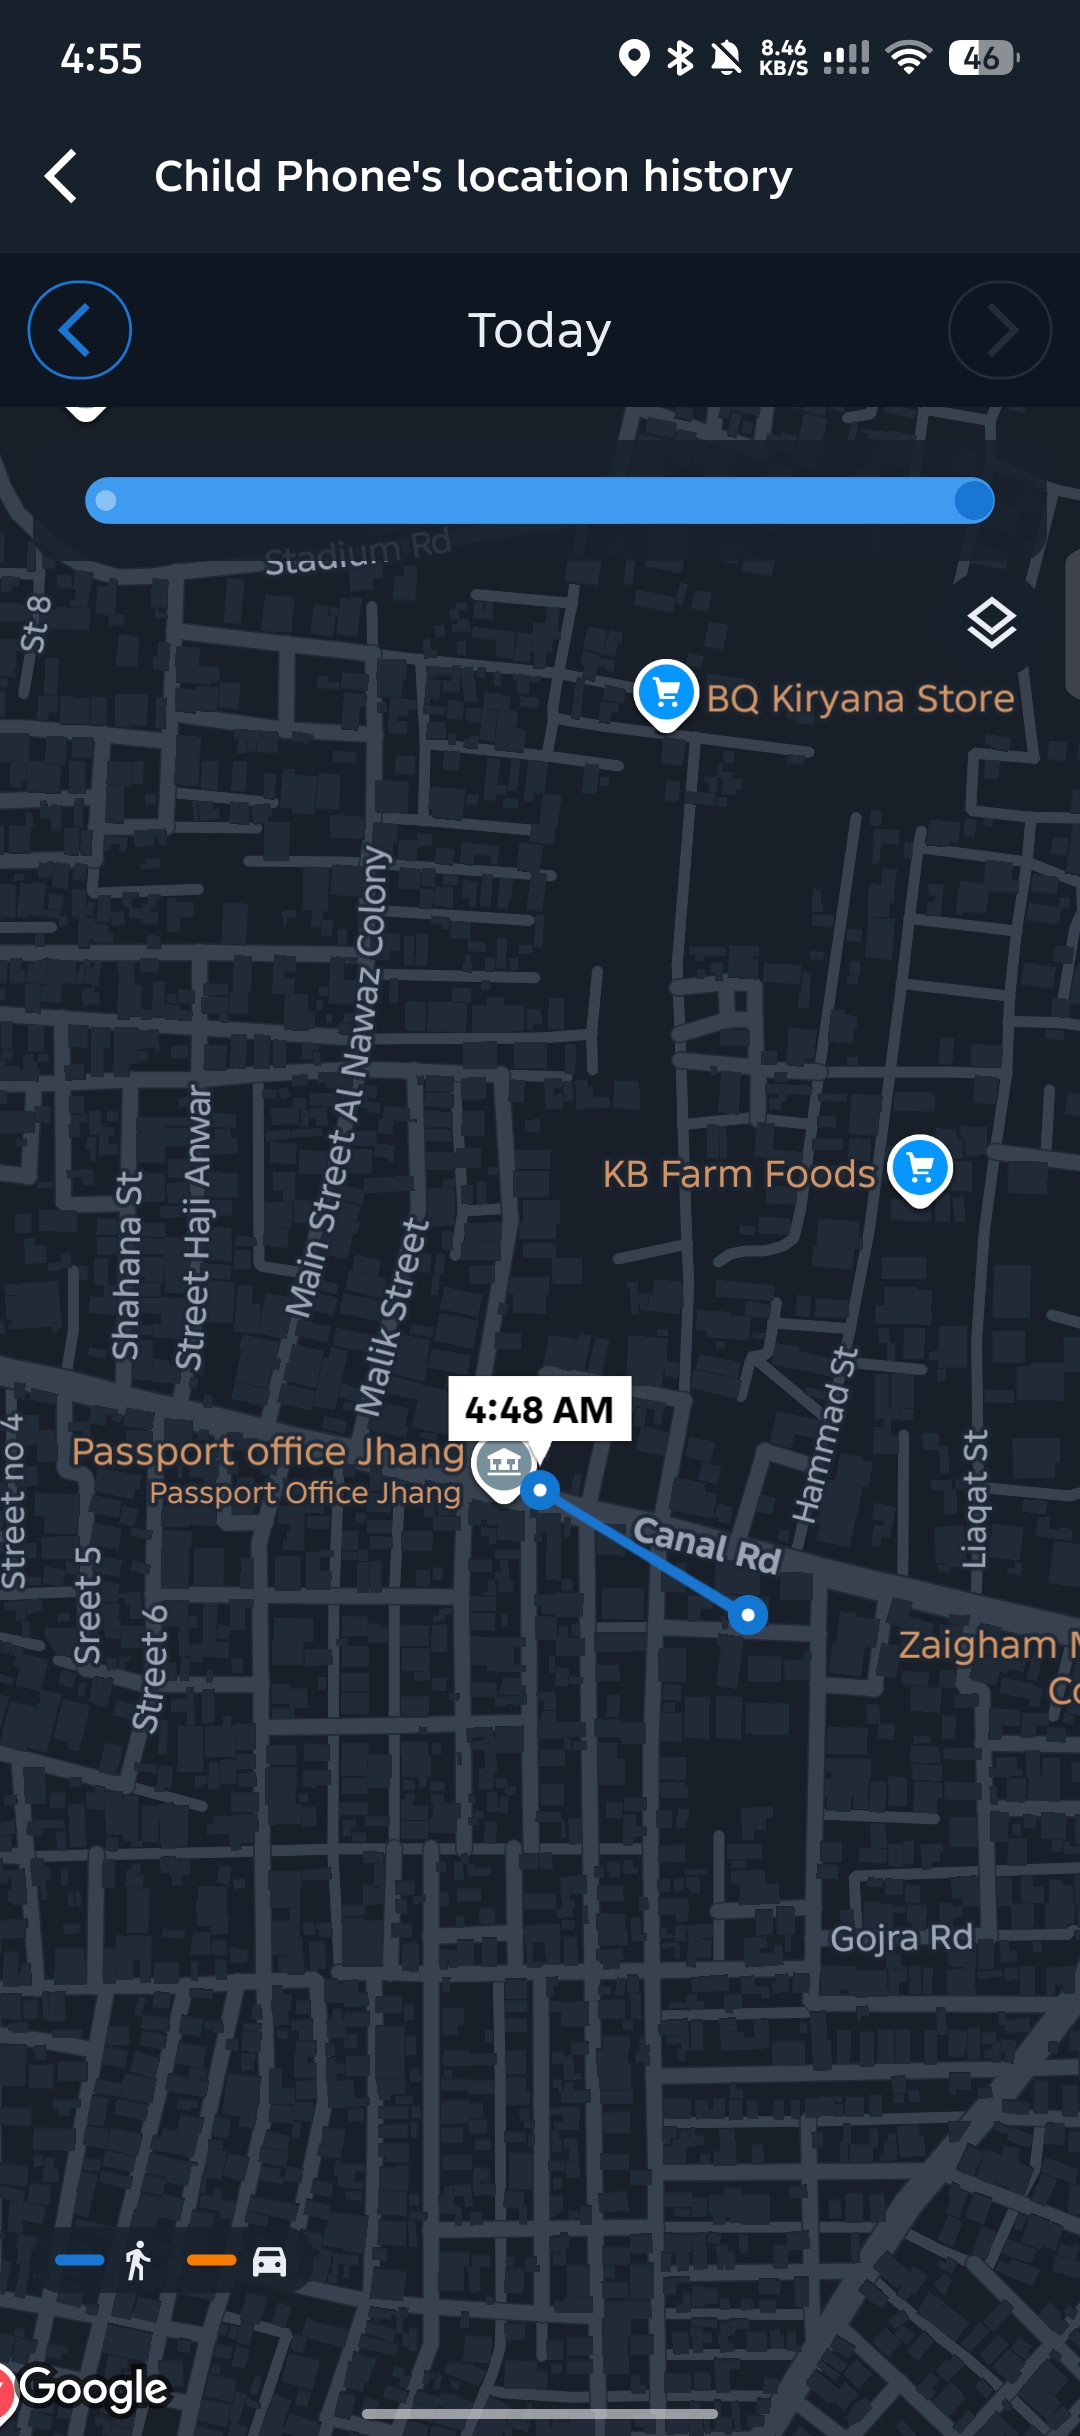 4:55
8.46
KB/S
46
Child Phone's location history
Today
Stadium Rd
St 8
BQ Kiryana Store
Main Street Al Nawaz Colony
KB Farm Foods
Shahana St
Street Haji Anwar
Malik Street
Hammad St
4:48 AM
Passport office Jhang
Passport Office Jhang
Street no 4
Canal Rd
Liaqat St
Sreet 5
Street 6
Zaigham
Gojra Rd
Google